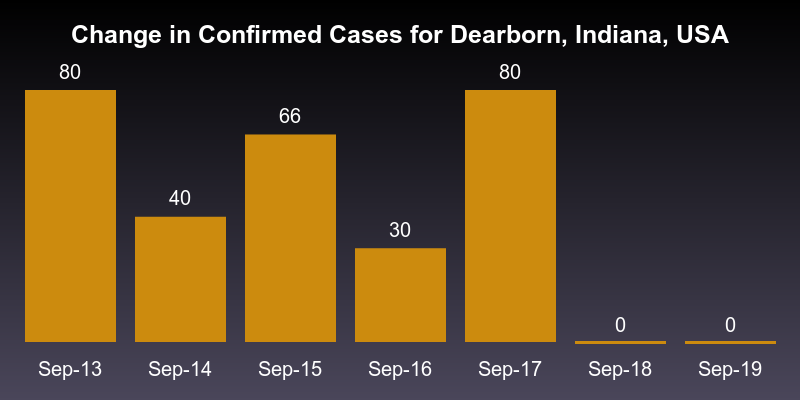 Change in Confirmed Cases for Dearborn, Indiana, USA
80
40
66
30
80
0
0
Sep-13
Sep-14
Sep-15
Sep-16
Sep-17
Sep-18
Sep-19